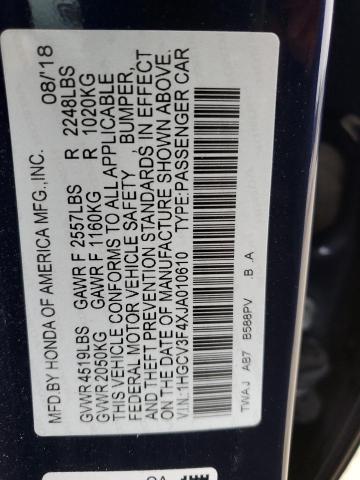 MFD.BY HONDA OF AMERICA MFG.,INC. 08/'18
GVWR 4519LBS GAWR F 2557LBS R 2248LBS
GVWR 2050KG GAWR F 1160KG R 1020KG
THIS VEHICLE CONFORMS TO ALL APPLICABLE
FEDERAL MOTOR VEHICLE SAFETY , BUMPER,
AND THEFT PREVENTION STANDARDS IN EFFECT
ON THE DATE OF MANUFACTURE SHOWN ABOVE.
V.I.N:1HGCV3F4XJA010610 TYPE:PASSENGER CAR
TWAJ AB7 B588PV .B .A